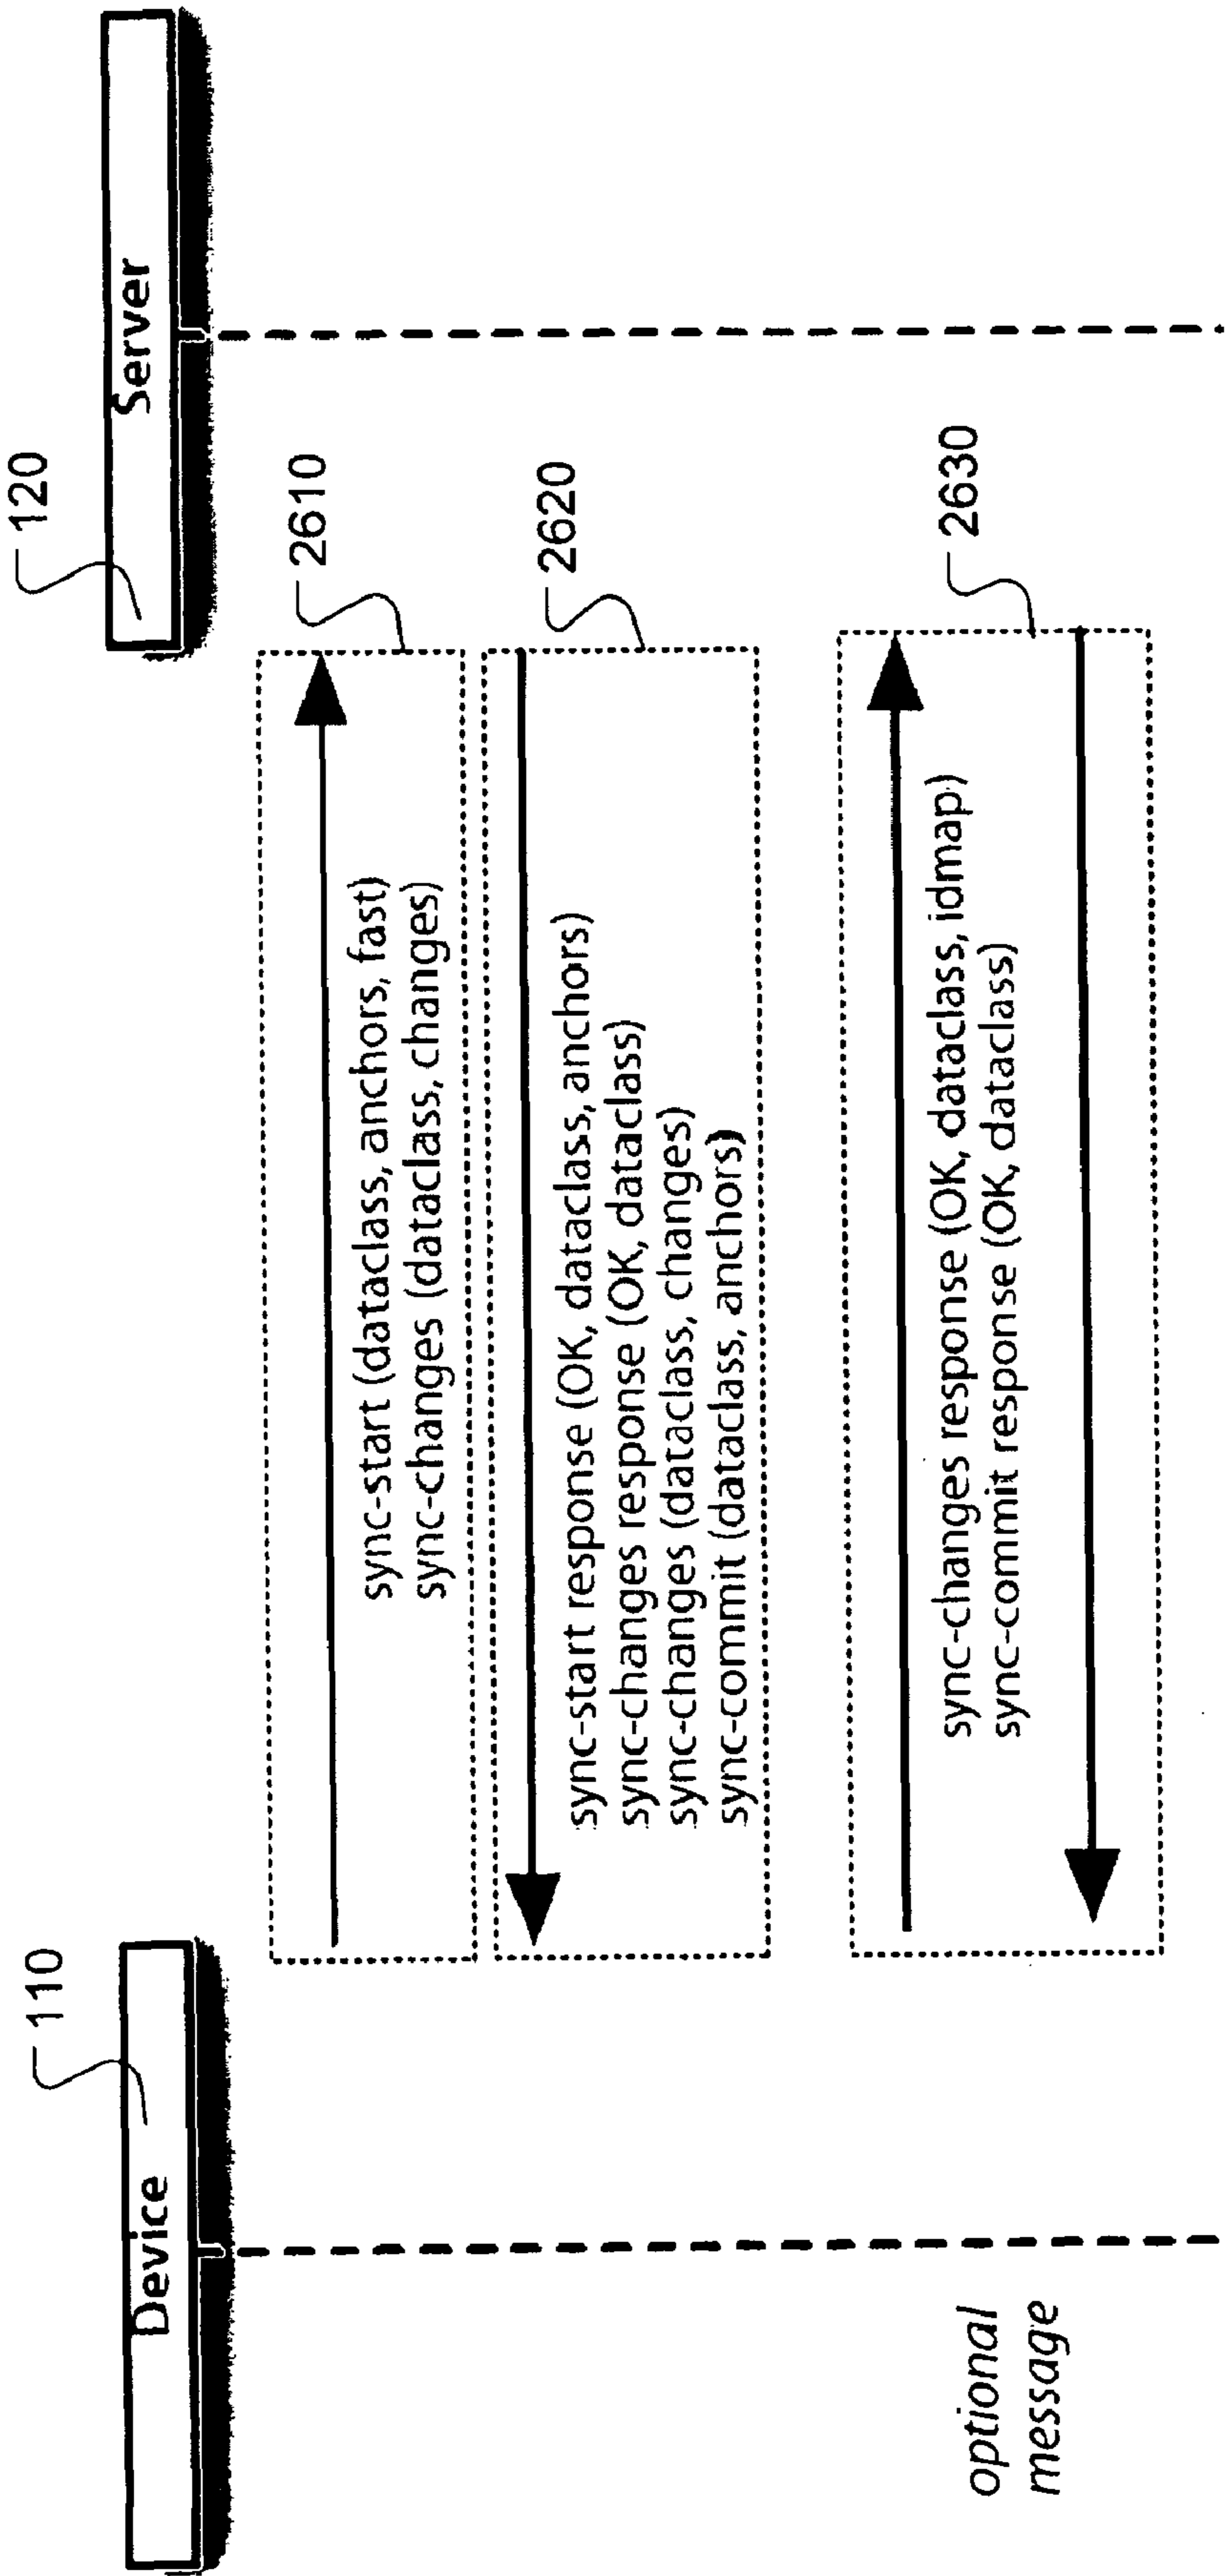 110
Device
120
Server
2610
sync-start (dataclass, anchors, fast)
sync-changes (dataclass, changes)
2620
sync-start response (OK, dataclass, anchors)
sync-changes response (OK, dataclass)
sync-changes (dataclass, changes)
sync-commit (dataclass, anchors)
optional
message
2630
sync-changes response (OK, dataclass, idmap)
sync-commit response (OK, dataclass)